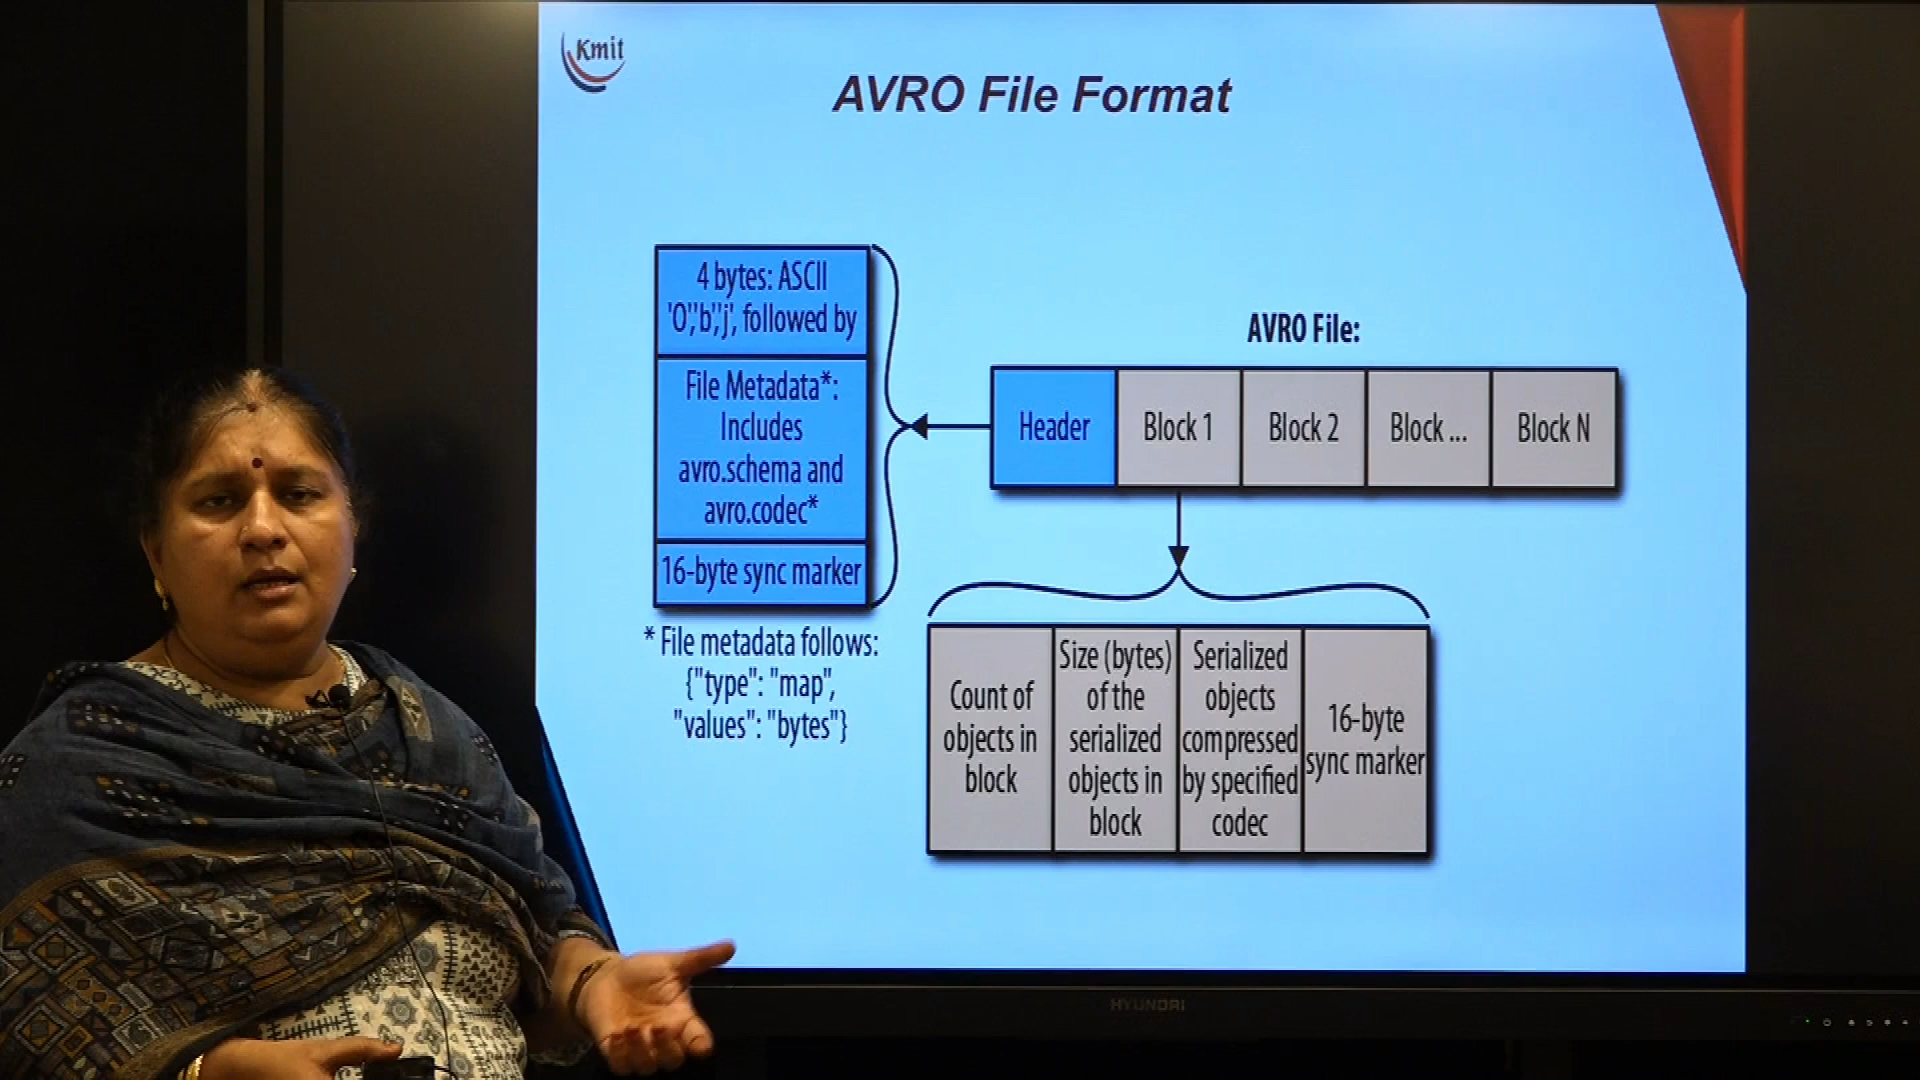 Kmit
AVRO File Format
4 bytes: ASCII
'O','b','j', followed by
File Metadata*:
Includes
avro.schema and
avro.codec*
16-byte sync marker
* File metadata follows:
{"type": "map",
"values": "bytes"}
AVRO File:
Header
Block 1
Block 2
Block ...
Block N
Count of
objects in
block
Size (bytes)
of the
serialized
objects in
block
Serialized
objects
compressed
by specified
codec
16-byte
sync marker
HYUNDAI